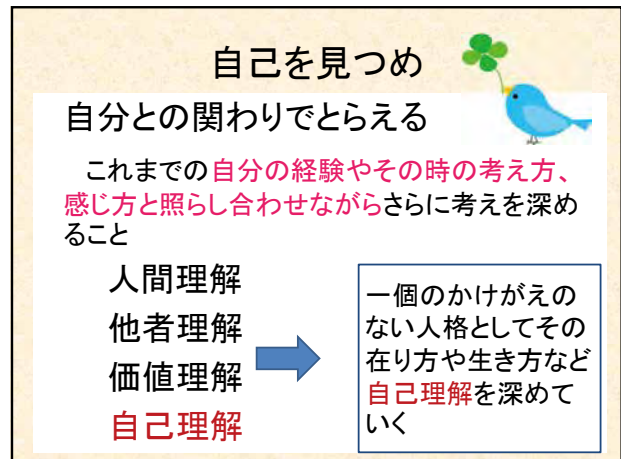 自己を見つめ
自分との関わりでとらえる
これまでの自分の経験やその時の考え方、
感じ方と照らし合わせながらさらに考えを深め
ること
人間理解
他者理解
価値理解
自己理解
一個のかけがえの
ない人格としてその
在り方や生き方など
自己理解を深めて
いく